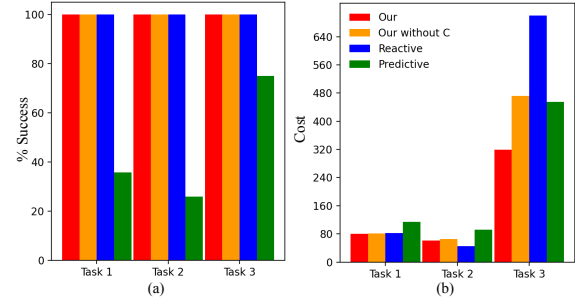 % Success
100
80
60
40
20
0
Task 1
Task 2
Task 3
(a)
Cost
640
560
480
400
320
240
160
80
0
Our
Our without C
Reactive
Predictive
Task 1
Task 2
Task 3
(b)